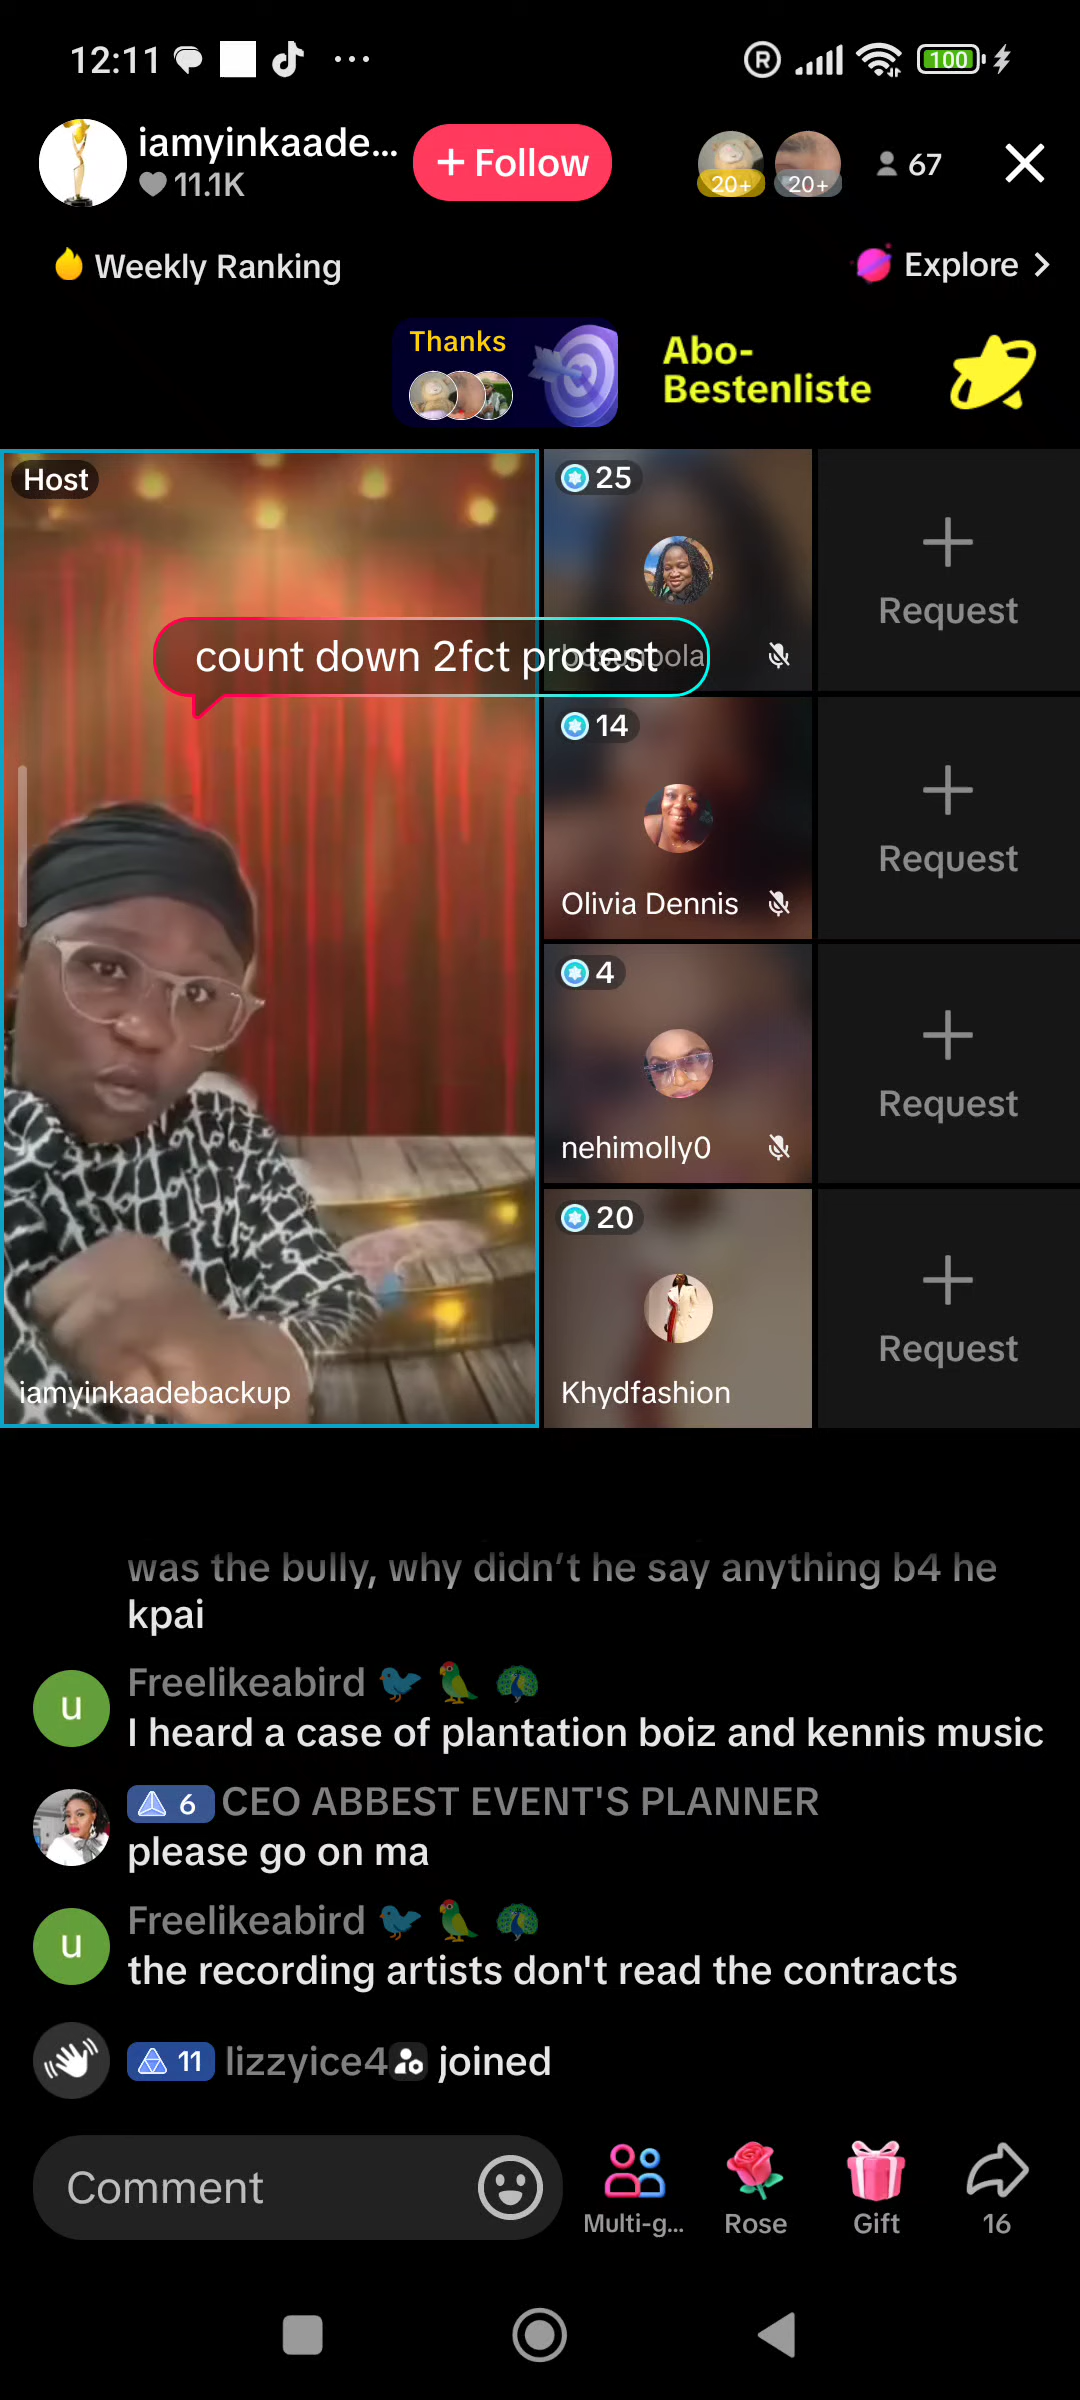 12:11
R
100
iamyinkaade...
11.1K
+ Follow
20+
20+
67
Weekly Ranking
Explore
Thanks
Abo-
Bestenliste
Host
25
Request
count down 2fct protest
14
Olivia Dennis
Request
4
nehimolly0
Request
20
Khydfashion
Request
iamyinkaadebackup
was the bully, why didn't he say anything b4 he
kpai
u
Freelikeabird
I heard a case of plantation boiz and kennis music
6 CEO ABBEST EVENT'S PLANNER
please go on ma
u
Freelikeabird
the recording artists don't read the contracts
11 lizzyice4 joined
Comment
Multi-g...
Rose
Gift
16